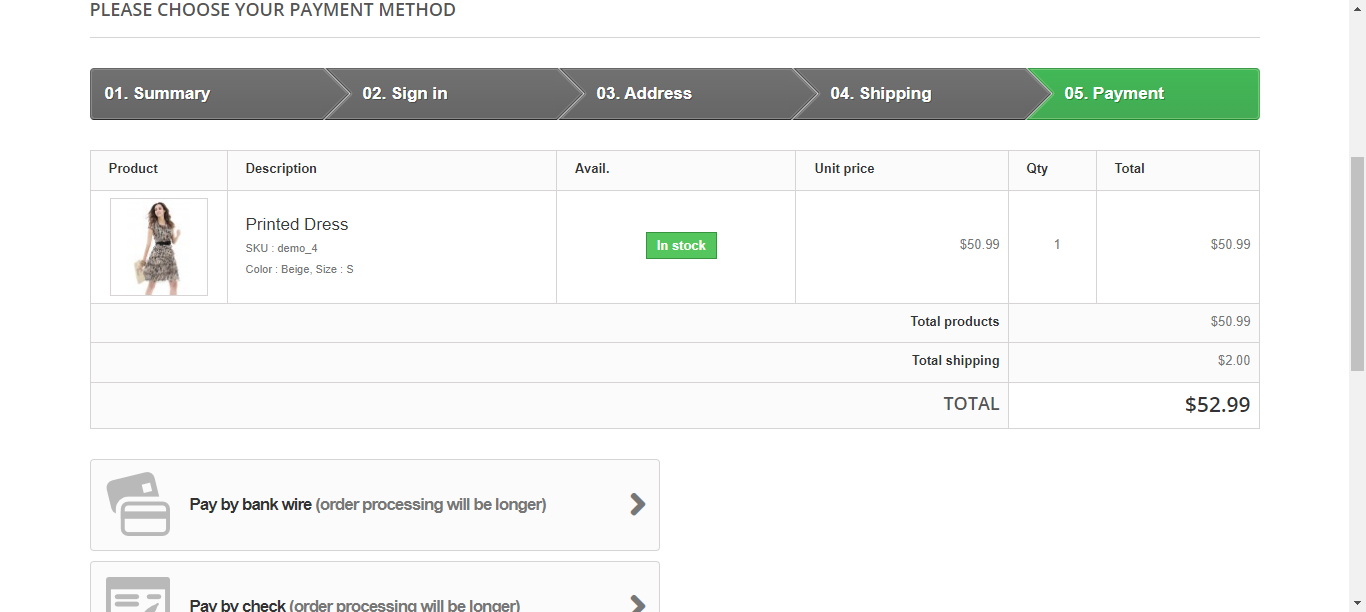 PLEASE CHOOSE YOUR PAYMENT METHOD
01. Summary 02. Sign in 03. Address 04. Shipping 05. Payment
Product Description Avail. Unit price Qty Total
Printed Dress
SKU : demo_4
Color : Beige, Size : S
In stock
$50.99 1 $50.99
Total products $50.99
Total shipping $2.00
TOTAL $52.99
Pay by bank wire (order processing will be longer)
Pay by check (order processing will be longer)